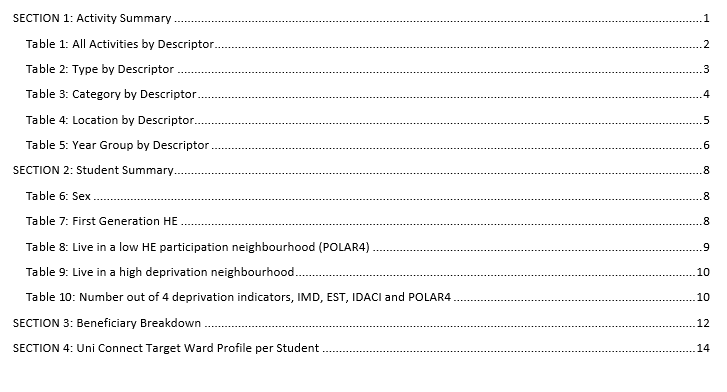 SECTION 1: Activity Summary ........ 1
Table 1: All Activities by Descriptor ........ 2
Table 2: Type by Descriptor ........ 3
Table 3: Category by Descriptor ........ 4
Table 4: Location by Descriptor ........ 5
Table 5: Year Group by Descriptor ........ 6
SECTION 2: Student Summary ........ 8
Table 6: Sex ........ 8
Table 7: First Generation HE ........ 8
Table 8: Live in a low HE participation neighbourhood (POLAR4) ........ 9
Table 9: Live in a high deprivation neighbourhood ........ 10
Table 10: Number out of 4 deprivation indicators, IMD, EST, IDACI and POLAR4 ........ 10
SECTION 3: Beneficiary Breakdown ........ 12
SECTION 4: Uni Connect Target Ward Profile per Student ........ 14